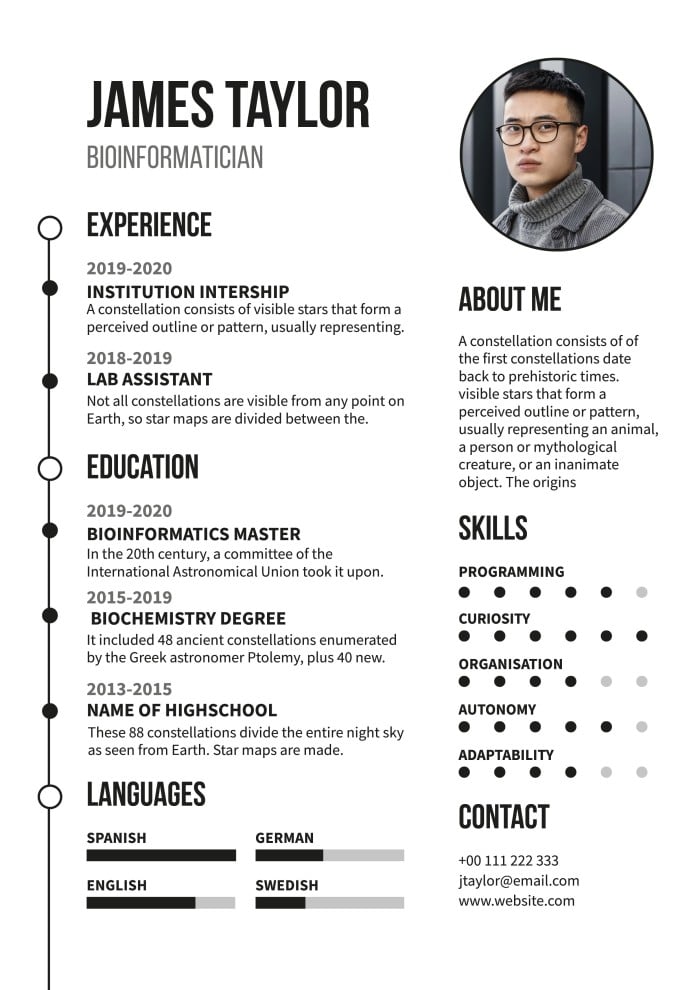 JAMES TAYLOR
BIOINFORMATICIAN
EXPERIENCE
2019-2020
INSTITUTION INTERSHIP
A constellation consists of visible stars that form a
perceived outline or pattern, usually representing.
2018-2019
LAB ASSISTANT
Not all constellations are visible from any point on
Earth, so star maps are divided between the.
EDUCATION
2019-2020
BIOINFORMATICS MASTER
In the 20th century, a committee of the
International Astronomical Union took it upon.
2015-2019
BIOCHEMISTRY DEGREE
It included 48 ancient constellations enumerated
by the Greek astronomer Ptolemy, plus 40 new.
2013-2015
NAME OF HIGHSCHOOL
These 88 constellations divide the entire night sky
as seen from Earth. Star maps are made.
LANGUAGES
SPANISH
GERMAN
ENGLISH
SWEDISH
ABOUT ME
A constellation consists of of
the first constellations date
back to prehistoric times.
visible stars that form a
perceived outline or pattern,
usually representing an animal,
a person or mythological
creature, or an inanimate
object. The origins
SKILLS
PROGRAMMING
CURIOSITY
ORGANISATION
AUTONOMY
ADAPTABILITY
CONTACT
+00 111 222 333
jtaylor@email.com
www.website.com